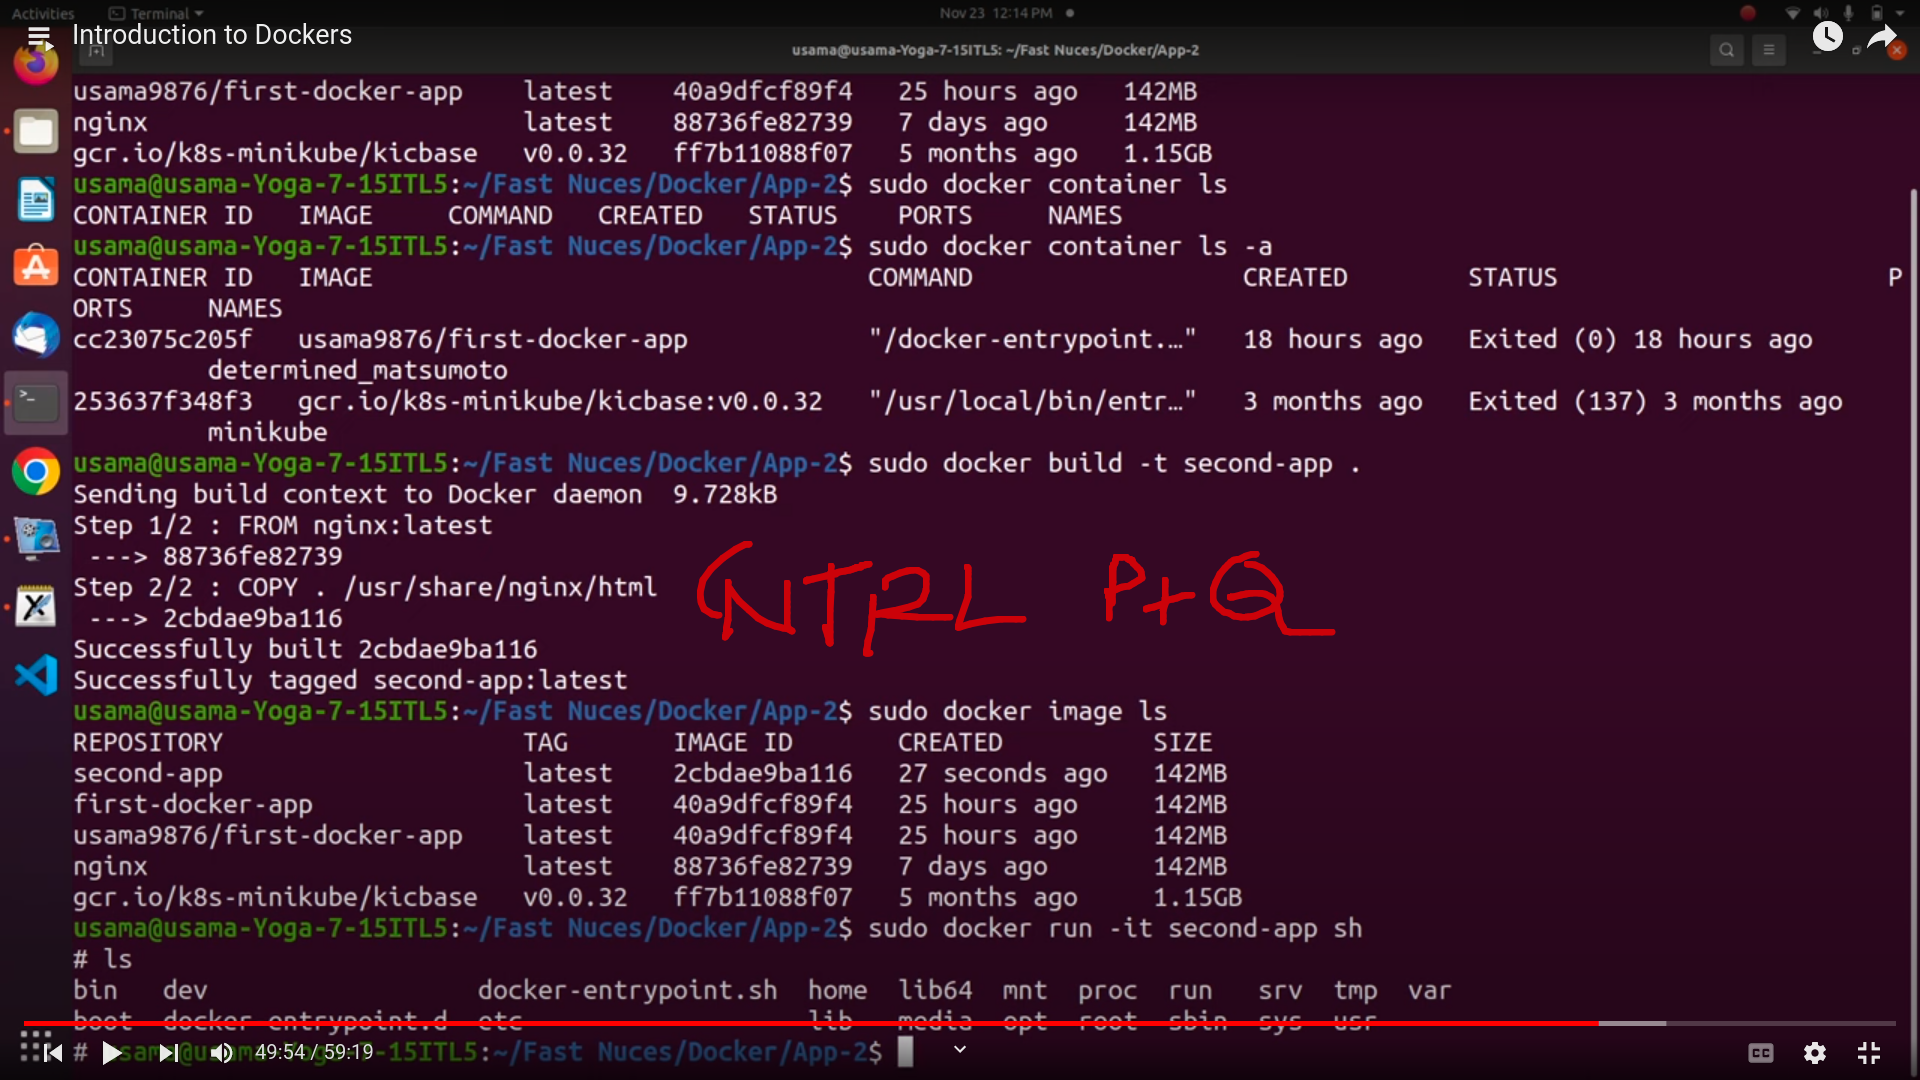 Activities Terminal Nov 23 12:14 PM
Introduction to Dockers
usama@usama-Yoga-7-15ITL5: ~/Fast Nuces/Docker/App-2
usama9876/first-docker-app latest 40a9dfcf89f4 25 hours ago 142MB
nginx latest 88736fe82739 7 days ago 142MB
gcr.io/k8s-minikube/kicbase v0.0.32 ff7b11088f07 5 months ago 1.15GB
usama@usama-Yoga-7-15ITL5:~/Fast Nuces/Docker/App-2$ sudo docker container ls
CONTAINER ID IMAGE COMMAND CREATED STATUS PORTS NAMES
usama@usama-Yoga-7-15ITL5:~/Fast Nuces/Docker/App-2$ sudo docker container ls -a
CONTAINER ID IMAGE COMMAND CREATED STATUS P
ORTS NAMES
cc23075c205f usama9876/first-docker-app "/docker-entrypoint.…" 18 hours ago Exited (0) 18 hours ago
determined_matsumoto
253637f348f3 gcr.io/k8s-minikube/kicbase:v0.0.32 "/usr/local/bin/entr…" 3 months ago Exited (137) 3 months ago
minikube
usama@usama-Yoga-7-15ITL5:~/Fast Nuces/Docker/App-2$ sudo docker build -t second-app .
Sending build context to Docker daemon 9.728kB
Step 1/2 : FROM nginx:latest
---> 88736fe82739
Step 2/2 : COPY . /usr/share/nginx/html
CNTRL P+Q
---> 2cbdae9ba116
Successfully built 2cbdae9ba116
Successfully tagged second-app:latest
usama@usama-Yoga-7-15ITL5:~/Fast Nuces/Docker/App-2$ sudo docker image ls
REPOSITORY TAG IMAGE ID CREATED SIZE
second-app latest 2cbdae9ba116 27 seconds ago 142MB
first-docker-app latest 40a9dfcf89f4 25 hours ago 142MB
usama9876/first-docker-app latest 40a9dfcf89f4 25 hours ago 142MB
nginx latest 88736fe82739 7 days ago 142MB
gcr.io/k8s-minikube/kicbase v0.0.32 ff7b11088f07 5 months ago 1.15GB
usama@usama-Yoga-7-15ITL5:~/Fast Nuces/Docker/App-2$ sudo docker run -it second-app sh
# ls
bin dev docker-entrypoint.sh home lib64 mnt proc run srv tmp var
boot docker-entrypoint.d etc lib media opt root sbin sys usr
# usama@usama-Yoga-7-15ITL5:~/Fast Nuces/Docker/App-2$
49:54 / 59:19
CC